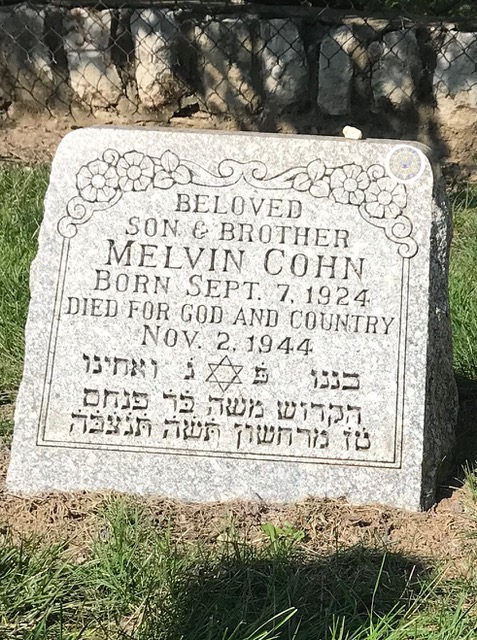 BELOVED
SON & BROTHER
MELVIN COHN
BORN SEPT. 7, 1924
DIED FOR GOD AND COUNTRY
NOV. 2, 1944
בננו פ נ ואחינו
הקדוש משה בר פנחס
טז מרחשון תשה תנצבה